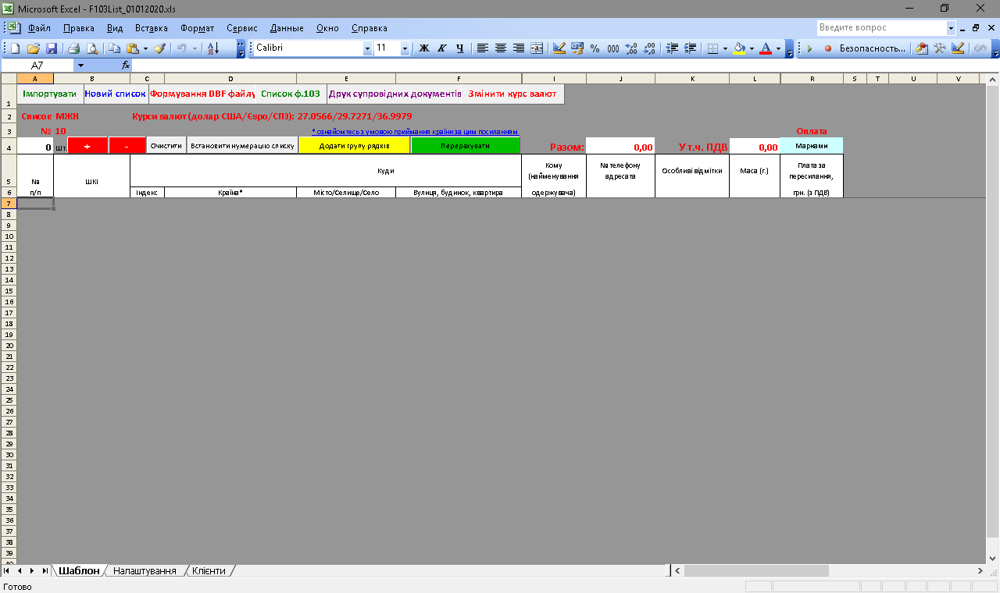 Microsoft Excel - F103List_01012020.xls
Файл Правка Вид Вставка Формат Сервис Данные Окно Справка Введите вопрос
Calibri 11 Ж К Ч % 000 Безопасность...
A7 fx
A B C D E F I J K L R S T U V
1 Імпортувати Новий список Формування DBF файлу Список ф.103 Друк супровідних документів Змінити курс валют
2 Список МЖН Курси валют (долар США/Євро/СПЗ): 27.0566/29.7271/36.9979
3 № 10 * ознайомтесь з умовою приймання країни за цим посиланням Оплата
4 0 шт. + - Очистити Встановити нумерацію списку Додати групу рядків Перерахувати Разом: 0,00 У т.ч. ПДВ 0,00 Марками
5 № ШКІ Куди Кому (найменування № телефону адресата Особливі відмітки Маса (г.) Плата за пересилання,
6 п/п Індекс Країна* Місто/Селище/Село Вулиця, будинок, квартира одержувача) грн. (з ПДВ)
7
8
9
10
11
12
13
14
15
16
17
18
19
20
21
22
23
24
25
26
27
28
29
30
31
32
33
34
35
36
37
38
39
40
Шаблон Налаштування Клієнти
Готово